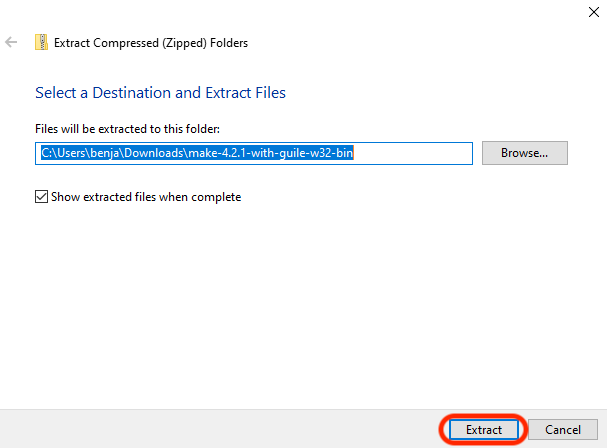 Extract Compressed (Zipped) Folders
Select a Destination and Extract Files
Files will be extracted to this folder:
C:\Users\benja\Downloads\make-4.2.1-with-guile-w32-bin
Browse...
Show extracted files when complete
Extract
Cancel